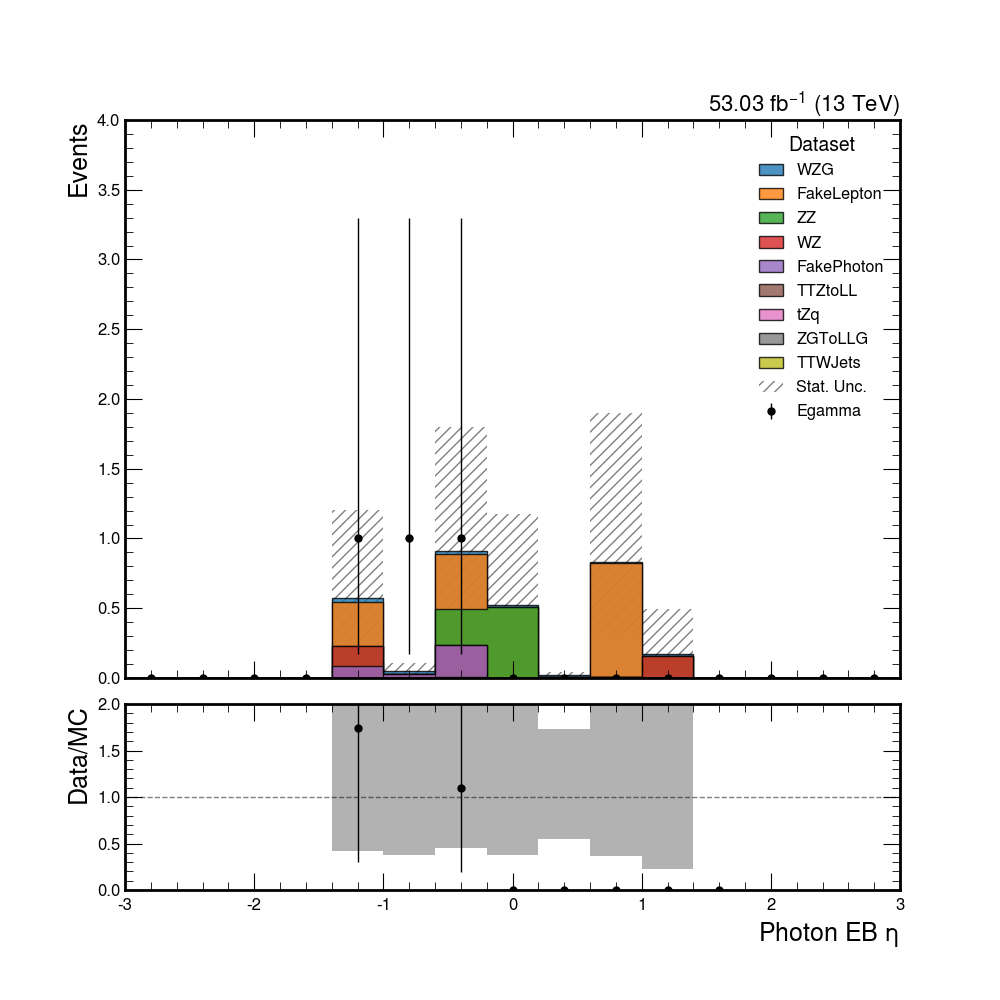 53.03 fb⁻¹ (13 TeV)
Events
4.0
3.5
3.0
2.5
2.0
1.5
1.0
0.5
0.0
Dataset
WZG
FakeLepton
ZZ
WZ
FakePhoton
TTZtoLL
tZq
ZGToLLG
TTWJets
Stat. Unc.
Egamma
Data/MC
2.0
1.5
1.0
0.5
0.0
-3 -2 -1 0 1 2 3
Photon EB η